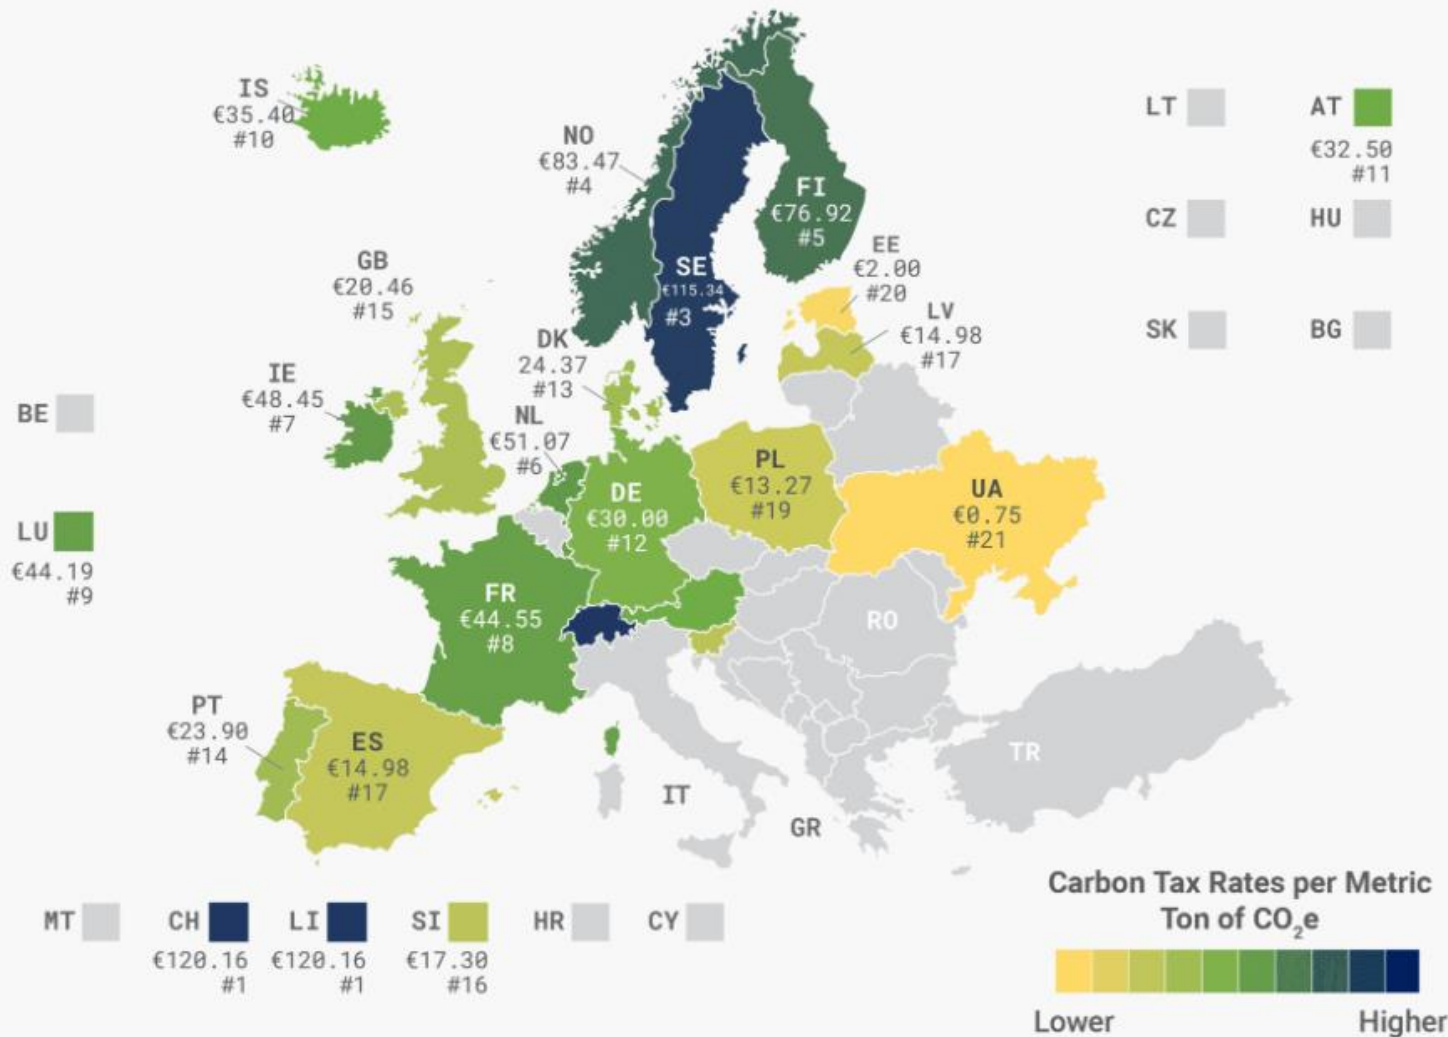 IS
€35.40
#10
NO
€83.47
#4
FI
€76.92
#5
LT
AT
€32.50
#11
CZ
HU
SK
BG
GB
€20.46
#15
SE
€115.34
#3
EE
€2.00
#20
LV
€14.98
#17
DK
24.37
#13
IE
€48.45
#7
BE
NL
€51.07
#6
DE
€30.00
#12
PL
€13.27
#19
UA
€0.75
#21
LU
€44.19
#9
FR
€44.55
#8
RO
PT
€23.90
#14
ES
€14.98
#17
IT
GR
TR
MT
CH
€120.16
#1
LI
€120.16
#1
SI
€17.30
#16
HR
CY
Carbon Tax Rates per Metric
Ton of CO₂e
Lower
Higher